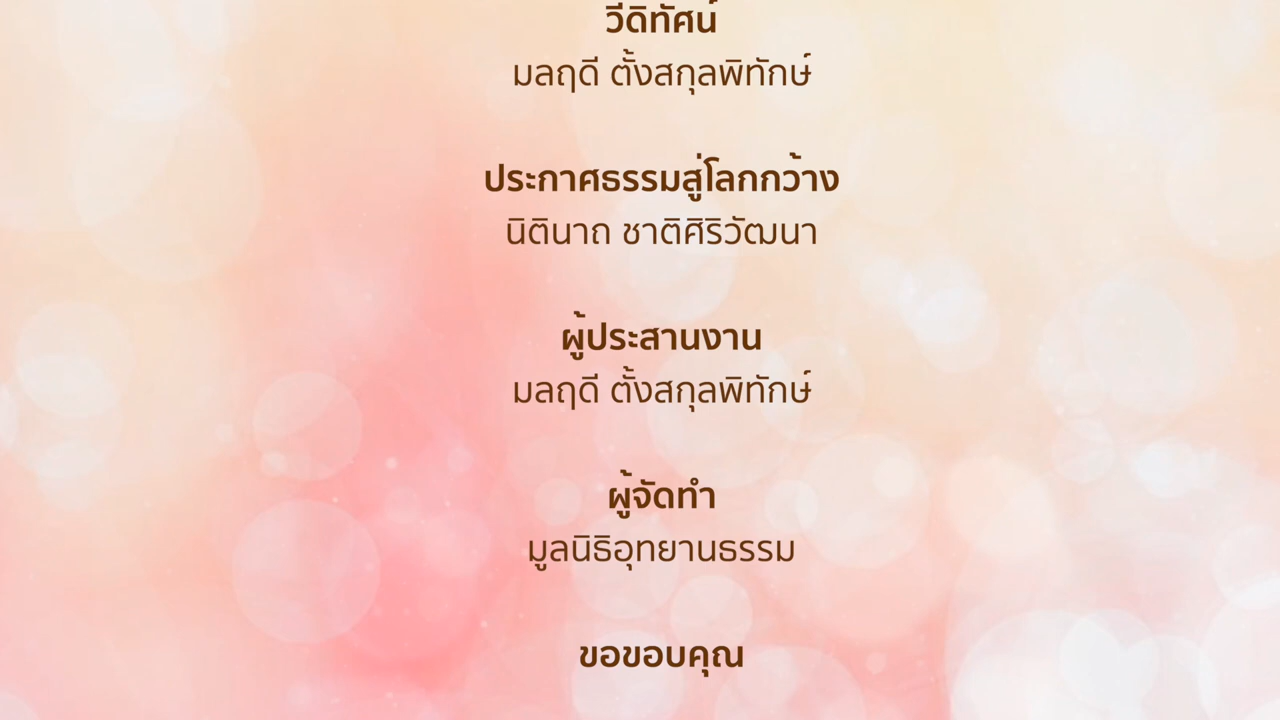 วีดิทัศน์
มลฤดี ตั้งสกุลพิทักษ์
ประกาศธรรมสู่โลกกว้าง
นิตินาถ ชาติศิริวัฒนา
ผู้ประสานงาน
มลฤดี ตั้งสกุลพิทักษ์
ผู้จัดทำ
มูลนิธิอุทยานธรรม
ขอขอบคุณ